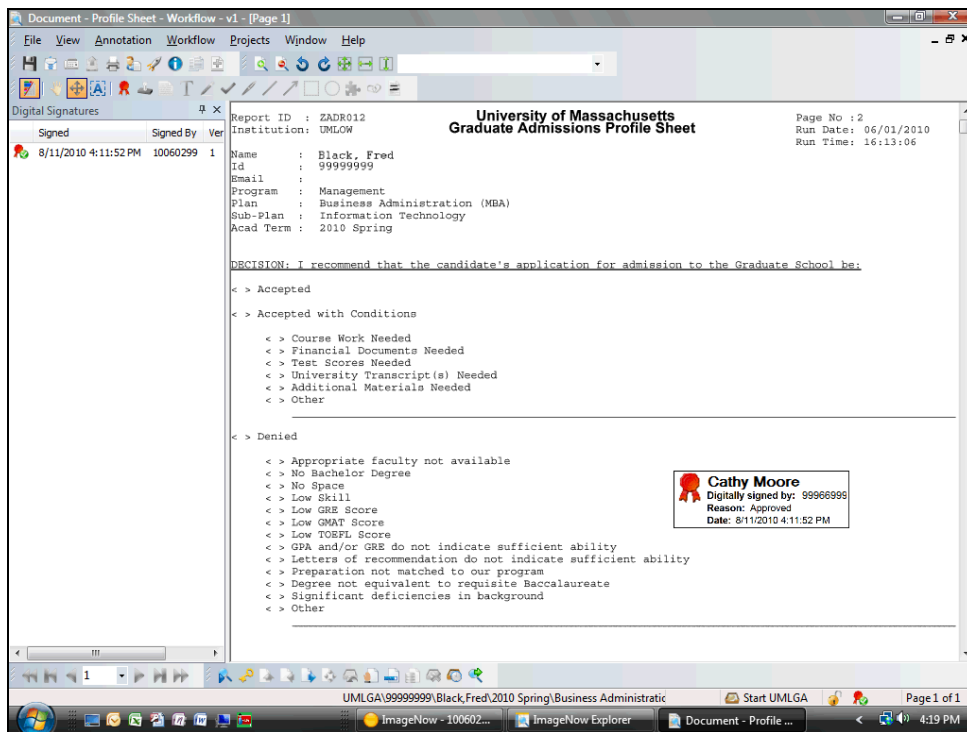 Document - Profile Sheet - Workflow - v1 - [Page 1]
File View Annotation Workflow Projects Window Help
Digital Signatures
Signed Signed By Ver
8/11/2010 4:11:52 PM 10060299 1
Report ID : ZADR012 University of Massachusetts Page No :2
Institution: UMLOW Graduate Admissions Profile Sheet Run Date: 06/01/2010
Run Time: 16:13:06
Name : Black, Fred
Id : 99999999
Email :
Program : Management
Plan : Business Administration (MBA)
Sub-Plan : Information Technology
Acad Term : 2010 Spring
DECISION: I recommend that the candidate's application for admission to the Graduate School be:
< > Accepted
< > Accepted with Conditions
< > Course Work Needed
< > Financial Documents Needed
< > Test Scores Needed
< > University Transcript(s) Needed
< > Additional Materials Needed
< > Other
< > Denied
< > Appropriate faculty not available
< > No Bachelor Degree
< > No Space
< > Low Skill
< > Low GRE Score
< > Low GMAT Score
< > Low TOEFL Score
< > GPA and/or GRE do not indicate sufficient ability
< > Letters of recommendation do not indicate sufficient ability
< > Preparation not matched to our program
< > Degree not equivalent to requisite Baccalaureate
< > Significant deficiencies in background
< > Other
Cathy Moore
Digitally signed by: 99966999
Reason: Approved
Date: 8/11/2010 4:11:52 PM
1
UMLGA\99999999\Black,Fred\2010 Spring\Business Administratic Start UMLGA Page 1 of 1
ImageNow - 100602... ImageNow Explorer Document - Profile ... < 4:19 PM